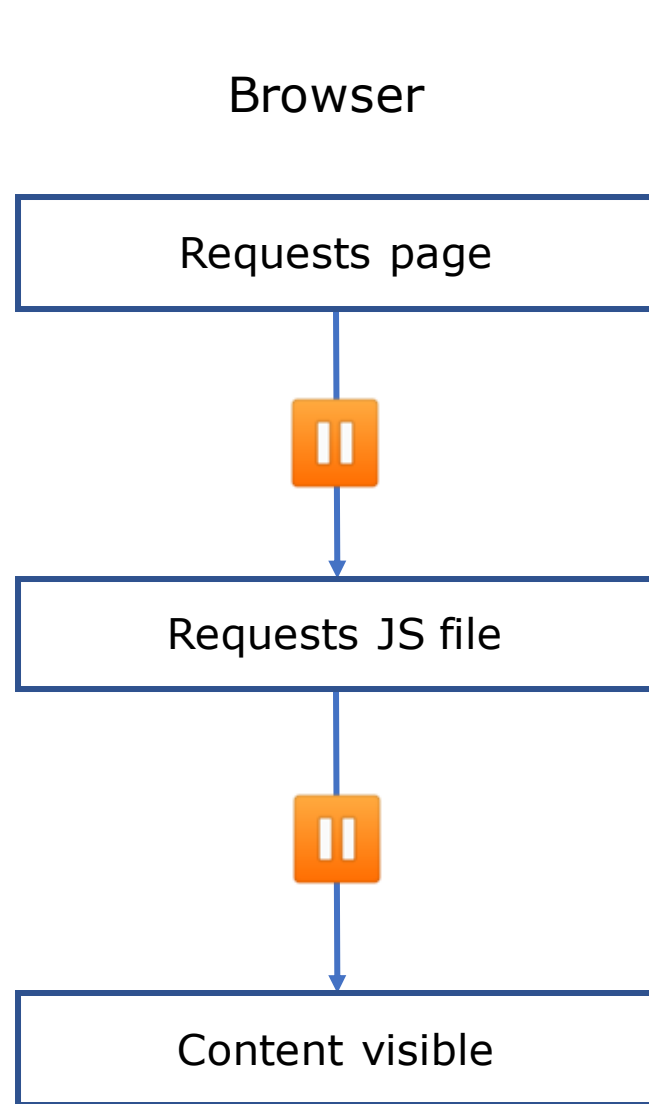 Browser
Requests page
Requests JS file
Content visible